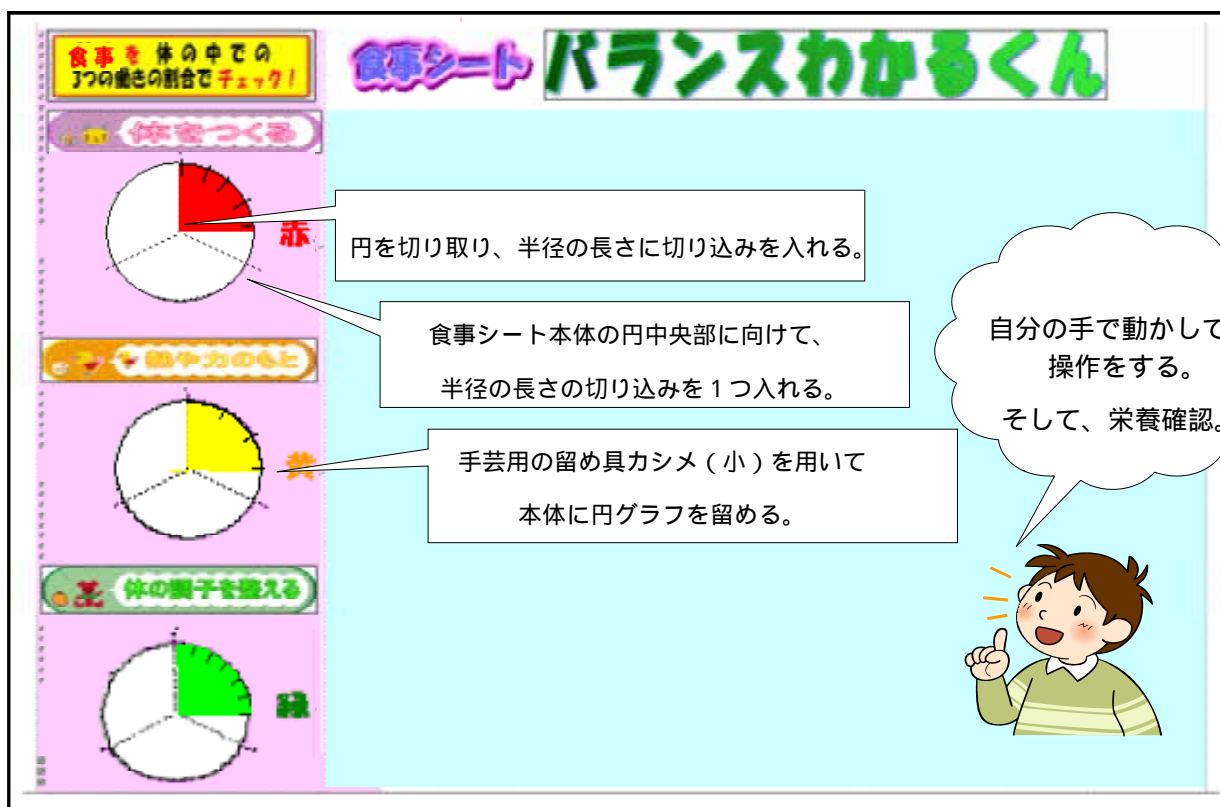 食事を体の中での
3つの働きの割合でチェック!
食事シート バランスわかるくん
体をつくる
赤
円を切り取り、半径の長さに切り込みを入れる。
食事シート本体の円中央部に向けて、
半径の長さの切り込みを1つ入れる。
熱や力のもと
黄
手芸用の留め具カシメ(小)を用いて
本体に円グラフを留める。
体の調子を整える
緑
自分の手で動かして
操作をする。
そして、栄養確認。